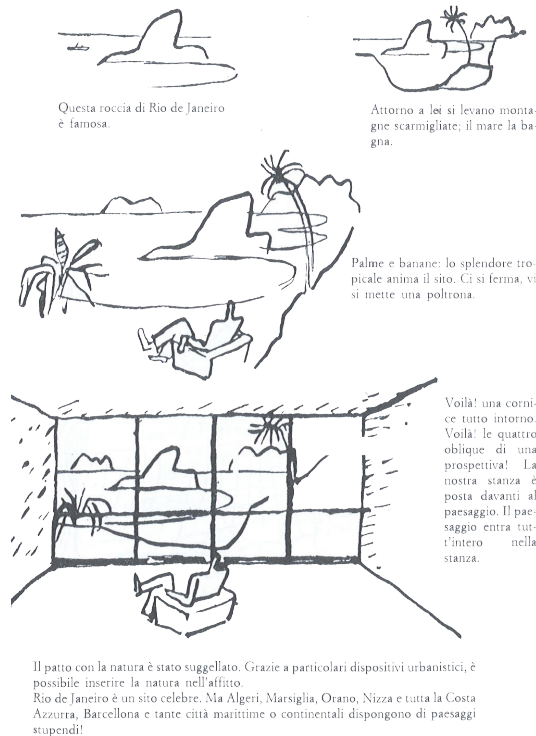 Questa roccia di Rio de Janeiro
è famosa.
Attorno a lei si levano monta-
gne scarmigliate; il mare la ba-
gna.
Palme e banane: lo splendore tro-
picale anima il sito. Ci si ferma, vi
si mette una poltrona.
Voilà! una corni-
ce tutto intorno.
Voilà! le quattro
oblique di una
prospettiva! La
nostra stanza è
posta davanti al
paesaggio. Il pae-
saggio entra tut-
t'intero nella
stanza.
Il patto con la natura è stato suggellato. Grazie a particolari dispositivi urbanistici, è
possibile inserire la natura nell'affitto.
Rio de Janeiro è un sito celebre. Ma Algeri, Marsiglia, Orano, Nizza e tutta la Costa
Azzurra, Barcellona e tante città marittime o continentali dispongono di paesaggi
stupendi!